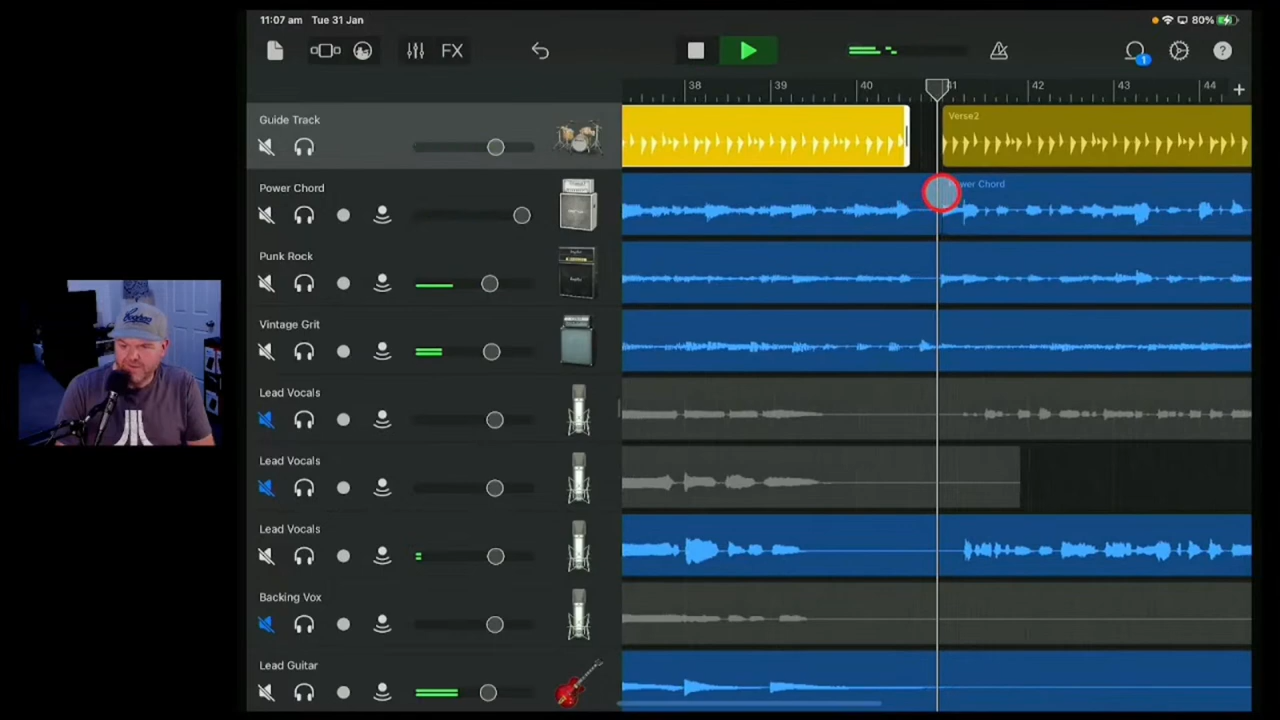 11:07 am Tue 31 Jan
80%
FX
1
?
38 39 40 41 42 43 44 +
Guide Track
Verse2
Power Chord
Power Chord
Punk Rock
Vintage Grit
Lead Vocals
Lead Vocals
Lead Vocals
Backing Vox
Lead Guitar